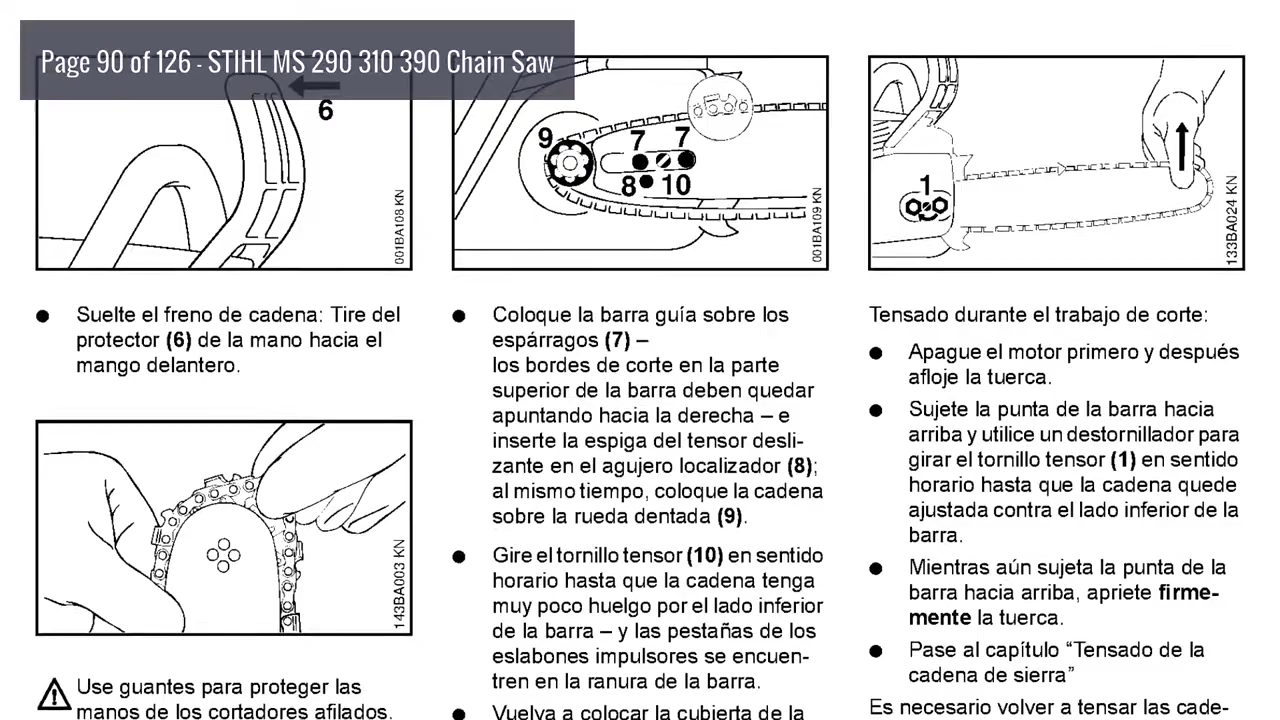 Page 90 of 126 - STIHL MS 290 310 390 Chain Saw
6
001BA108 KN
Suelte el freno de cadena: Tire del
protector (6) de la mano hacia el
mango delantero.
143BA003 KN
Use guantes para proteger las
manos de los cortadores afilados.
9
7
7
8
10
001BA109 KN
Coloque la barra guía sobre los
espárragos (7) –
los bordes de corte en la parte
superior de la barra deben quedar
apuntando hacia la derecha – e
inserte la espiga del tensor desli-
zante en el agujero localizador (8);
al mismo tiempo, coloque la cadena
sobre la rueda dentada (9).
Gire el tornillo tensor (10) en sentido
horario hasta que la cadena tenga
muy poco huelgo por el lado inferior
de la barra – y las pestañas de los
eslabones impulsores se encuen-
tren en la ranura de la barra.
Vuelva a colocar la cubierta de la
1
133BA024 KN
Tensado durante el trabajo de corte:
Apague el motor primero y después
afloje la tuerca.
Sujete la punta de la barra hacia
arriba y utilice un destornillador para
girar el tornillo tensor (1) en sentido
horario hasta que la cadena quede
ajustada contra el lado inferior de la
barra.
Mientras aún sujeta la punta de la
barra hacia arriba, apriete firme-
mente la tuerca.
Pase al capítulo “Tensado de la
cadena de sierra”
Es necesario volver a tensar las cade-